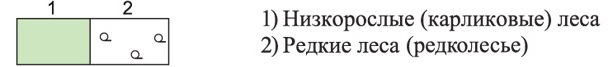 1 2
1) Низкорослые (карликовые) леса
2) Редкие леса (редколесье)